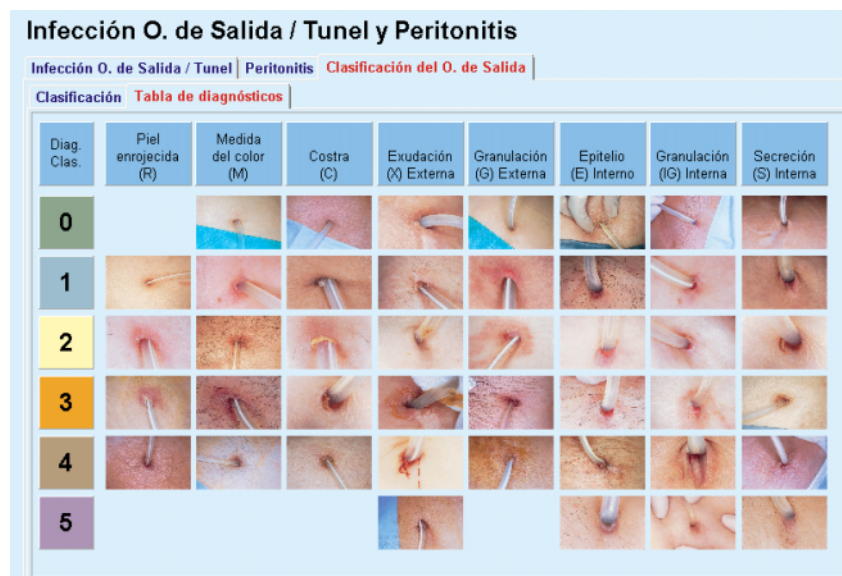 Infección O. de Salida / Tunel y Peritonitis
Infección O. de Salida / Tunel Peritonitis Clasificación del O. de Salida
Clasificación Tabla de diagnósticos
Diag.
Clas.
Piel
enrojecida
(R)
Medida
del color
(M)
Costra
(C)
Exudación
(X) Externa
Granulación
(G) Externa
Epitelio
(E) Interno
Granulación
(IG) Interna
Secreción
(S) Interna
0
1
2
3
4
5